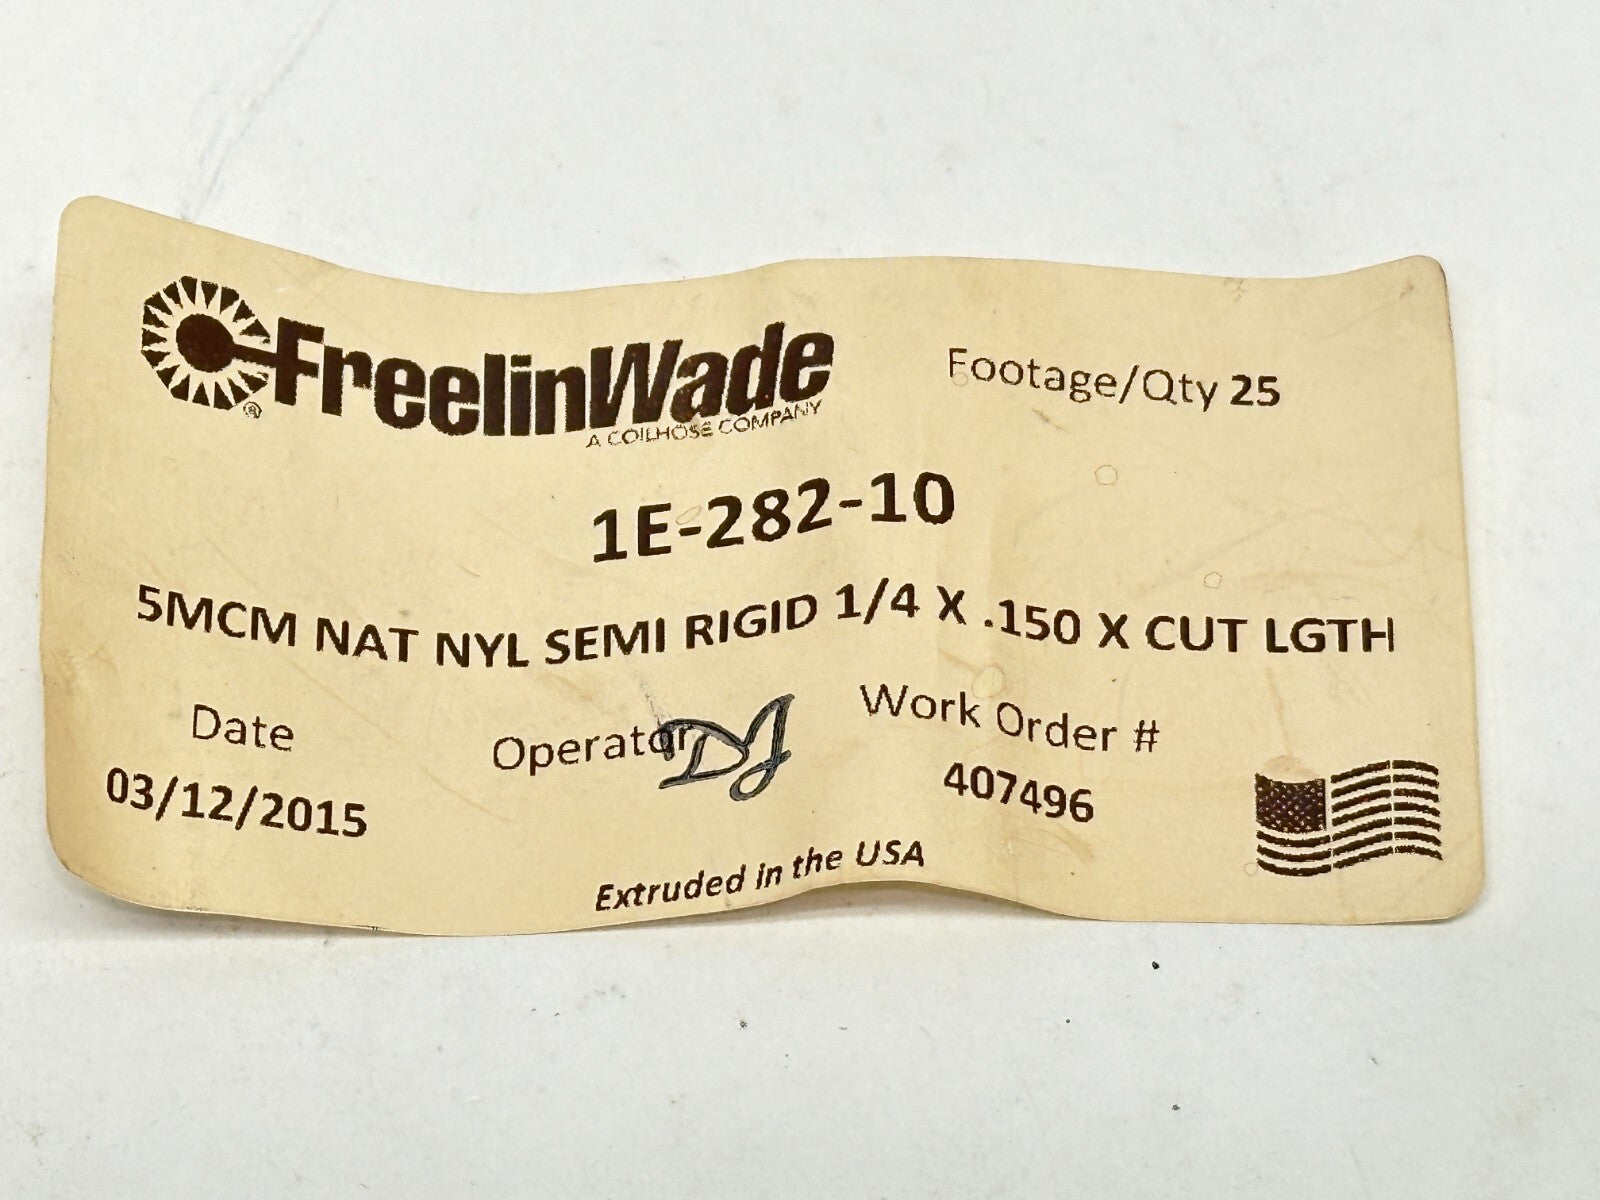 FreelinWade
®
A COILHOSE COMPANY
Footage/Qty 25
1E-282-10
5MCM NAT NYL SEMI RIGID 1/4 X .150 X CUT LGTH
Date
Operator DJ
Work Order #
03/12/2015
407496
Extruded in the USA